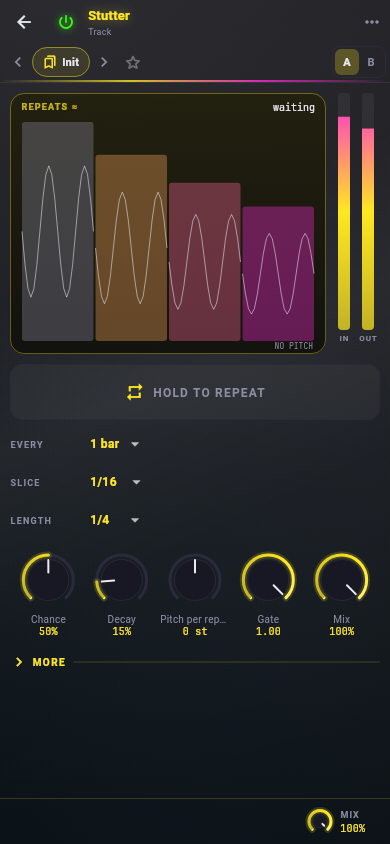 Stutter
Track
Init
A B
REPEATS ≈ waiting
NO PITCH
IN OUT
HOLD TO REPEAT
EVERY 1 bar
SLICE 1/16
LENGTH 1/4
Chance Decay Pitch per rep... Gate Mix
50% 15% 0 st 1.00 100%
MORE
MIX
100%